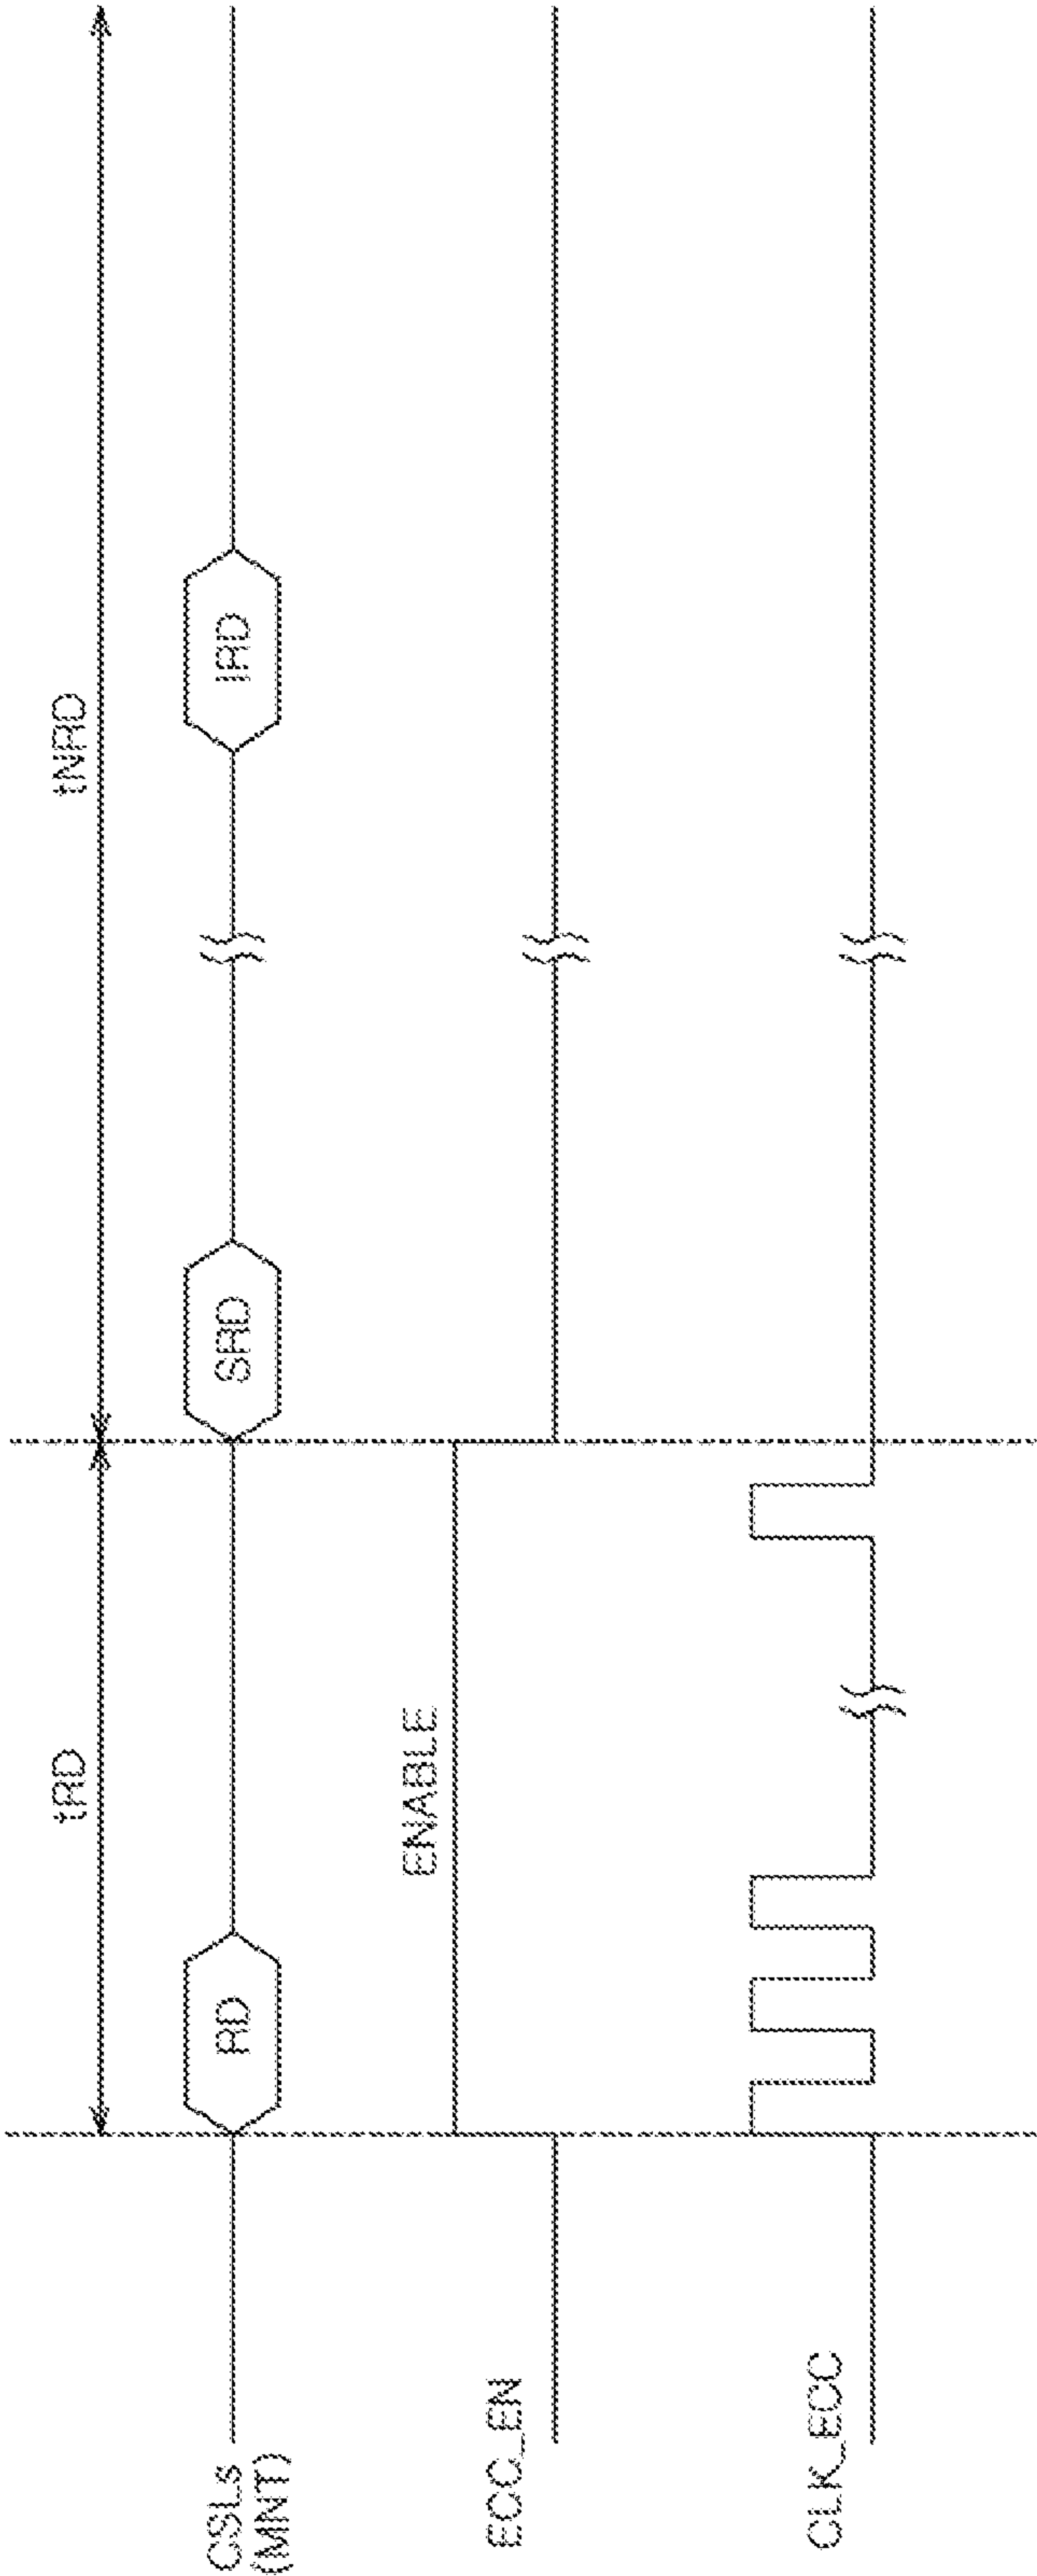 tRD
tNRD
CSLs
(MNT)
RD
SRD
IRD
ECC_EN
ENABLE
CLK_ECC